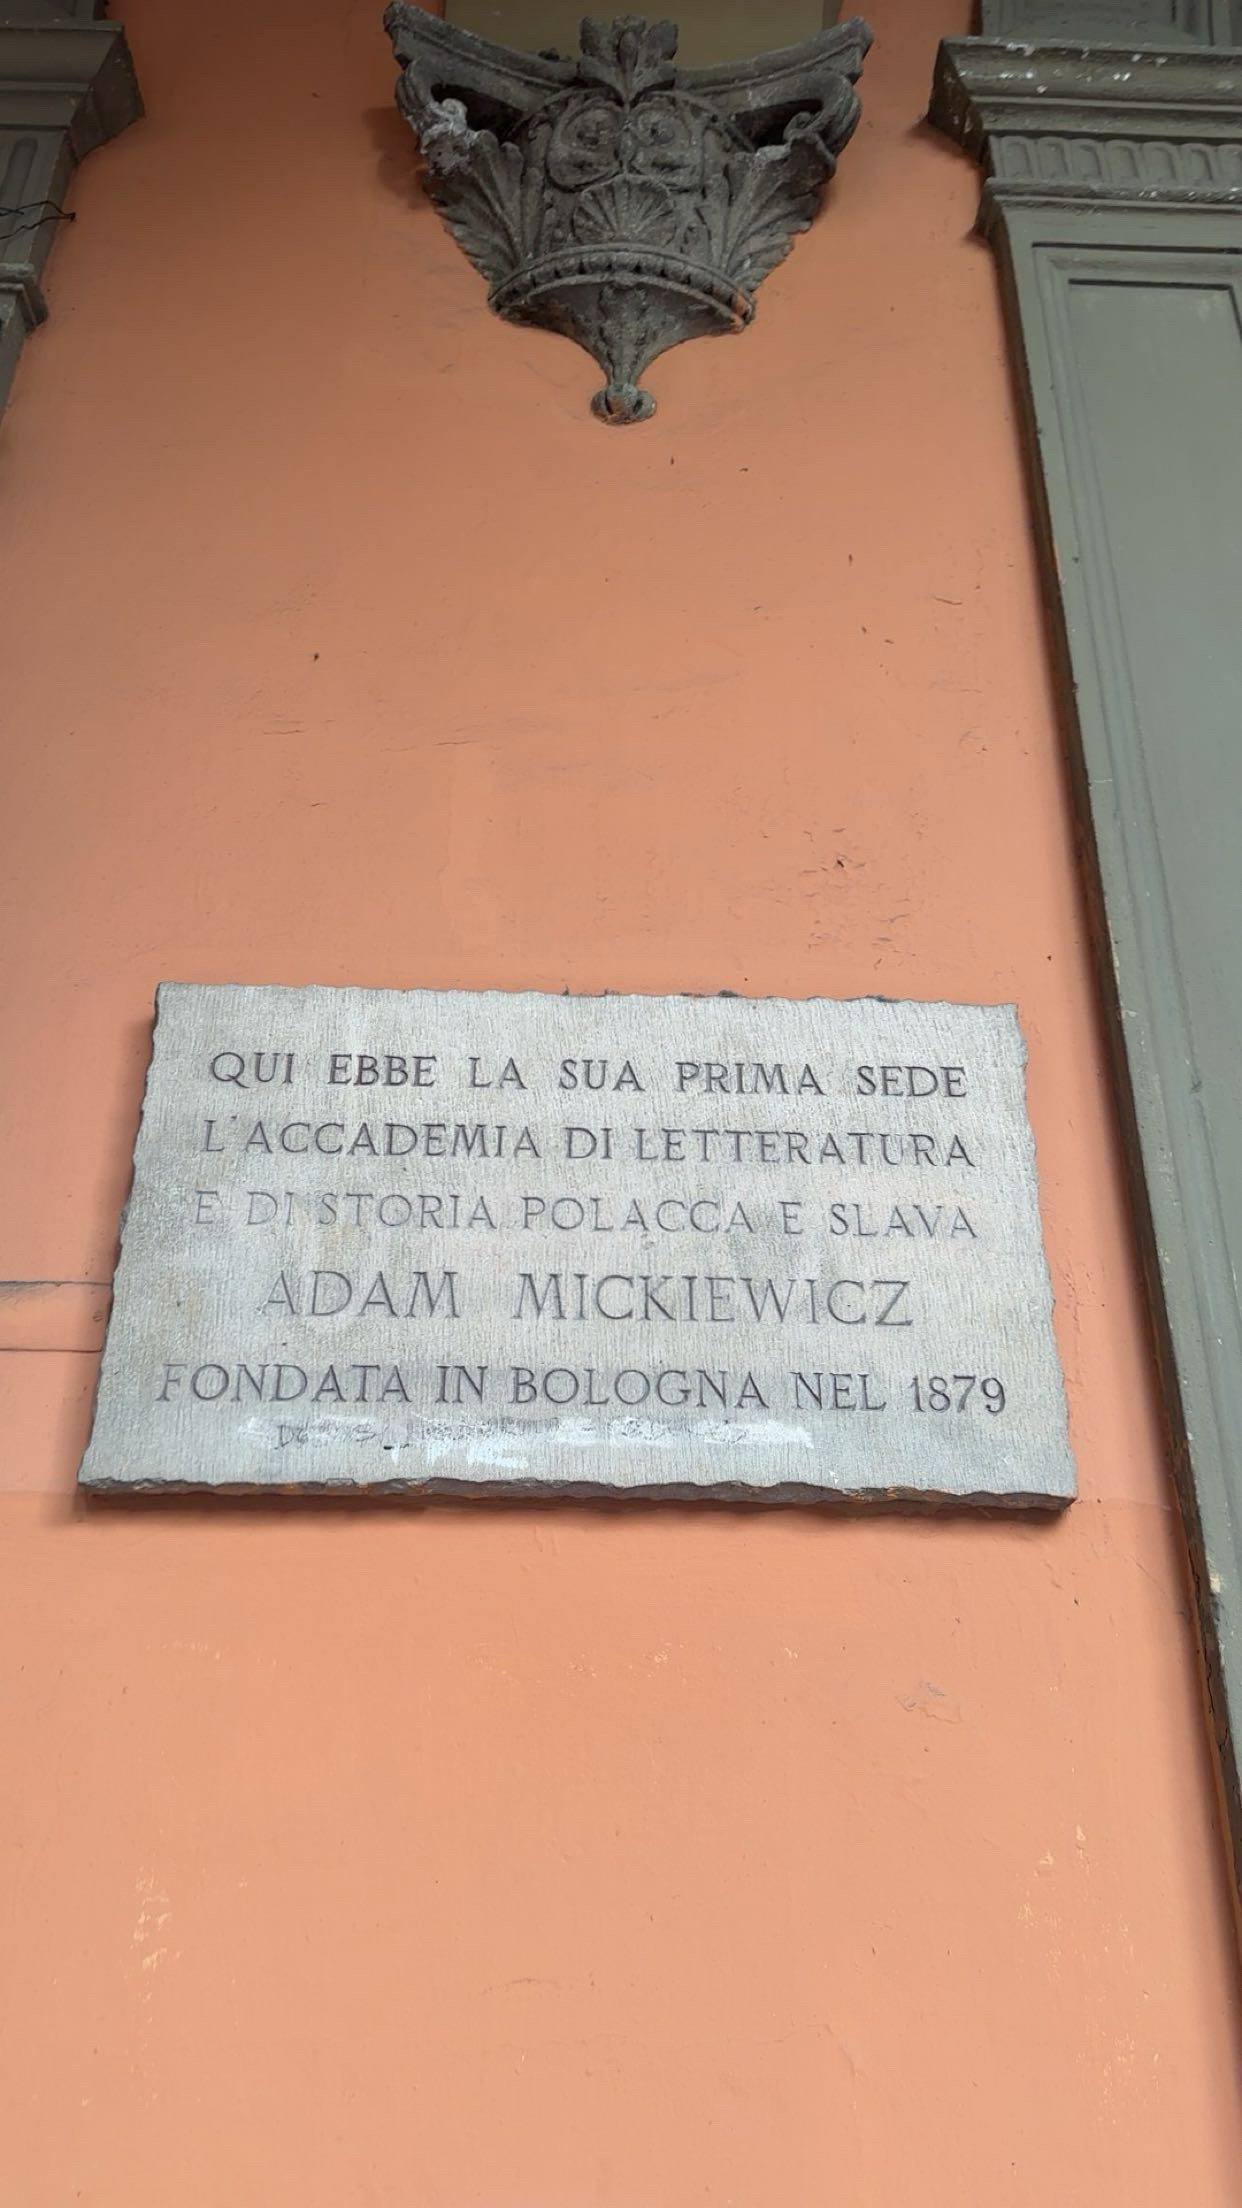 QUI EBBE LA SUA PRIMA SEDE
L'ACCADEMIA DI LETTERATURA
E DI STORIA POLACCA E SLAVA
ADAM MICKIEWICZ
FONDATA IN BOLOGNA NEL 1879